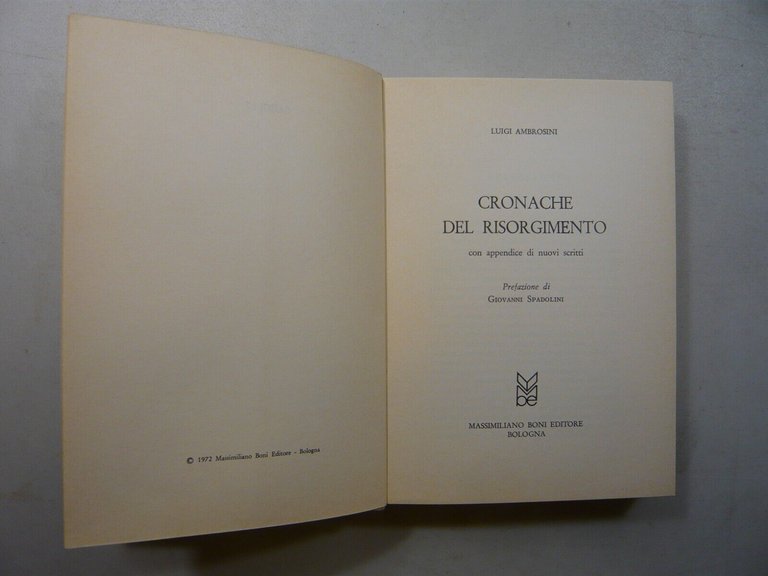 © 1972 Massimiliano Boni Editore - Bologna
LUIGI AMBROSINI
CRONACHE
DEL RISORGIMENTO
con appendice di nuovi scritti
Prefazione di
GIOVANNI SPADOLINI
be
MASSIMILIANO BONI EDITORE
BOLOGNA